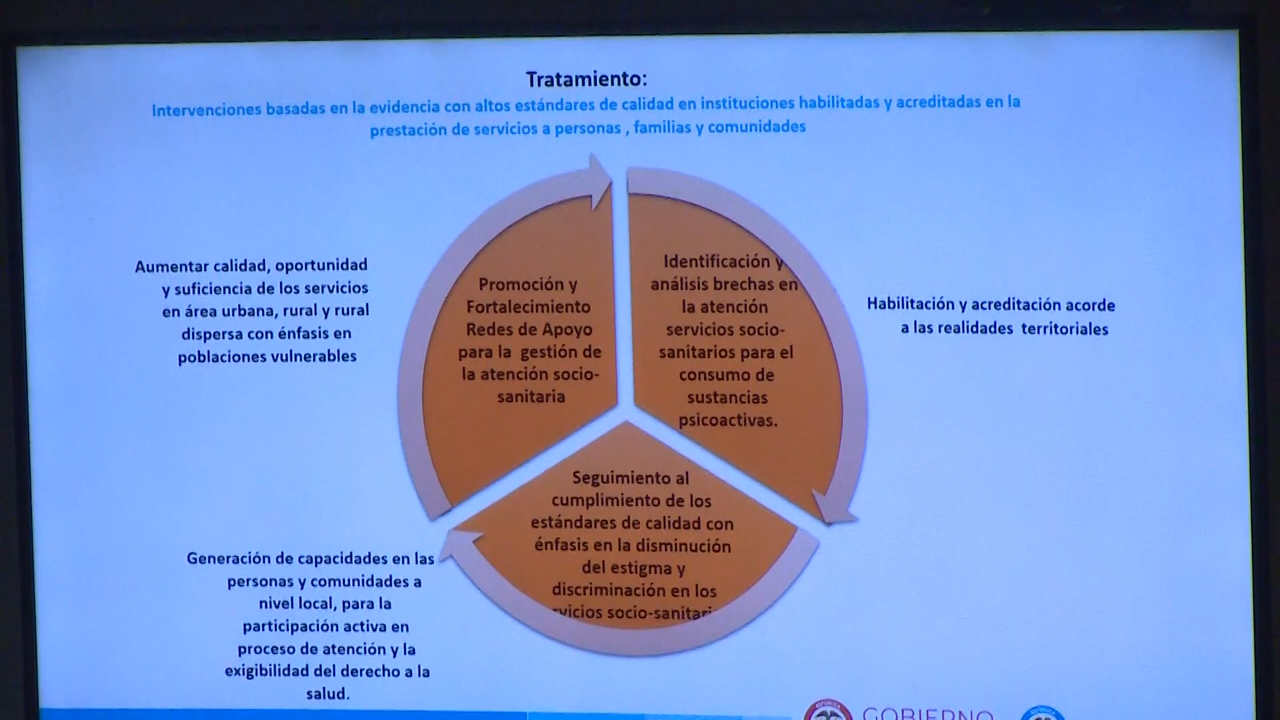 Tratamiento:
Intervenciones basadas en la evidencia con altos estándares de calidad en instituciones habilitadas y acreditadas en la
prestación de servicios a personas , familias y comunidades
Aumentar calidad, oportunidad
y suficiencia de los servicios
en área urbana, rural y rural
dispersa con énfasis en
poblaciones vulnerables
Promoción y
Fortalecimiento
Redes de Apoyo
para la gestión de
la atención socio-
sanitaria
Identificación y
análisis brechas en
la atención
servicios socio-
sanitarios para el
consumo de
sustancias
psicoactivas.
Habilitación y acreditación acorde
a las realidades territoriales
Seguimiento al
cumplimiento de los
estándares de calidad con
énfasis en la disminución
del estigma y
discriminación en los
vicios socio-sanitari
Generación de capacidades en las
personas y comunidades a
nivel local, para la
participación activa en
proceso de atención y la
exigibilidad del derecho a la
salud.
GOBIERNO